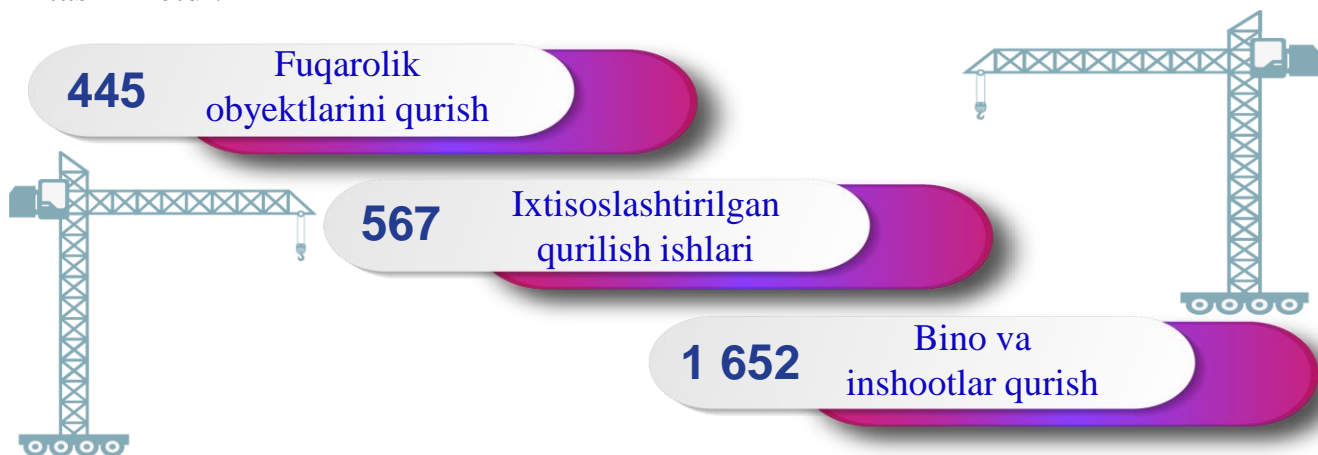 445
Fuqarolik
obyektlarini qurish
567
Ixtisoslashtirilgan
qurilish ishlari
1 652
Bino va
inshootlar qurish